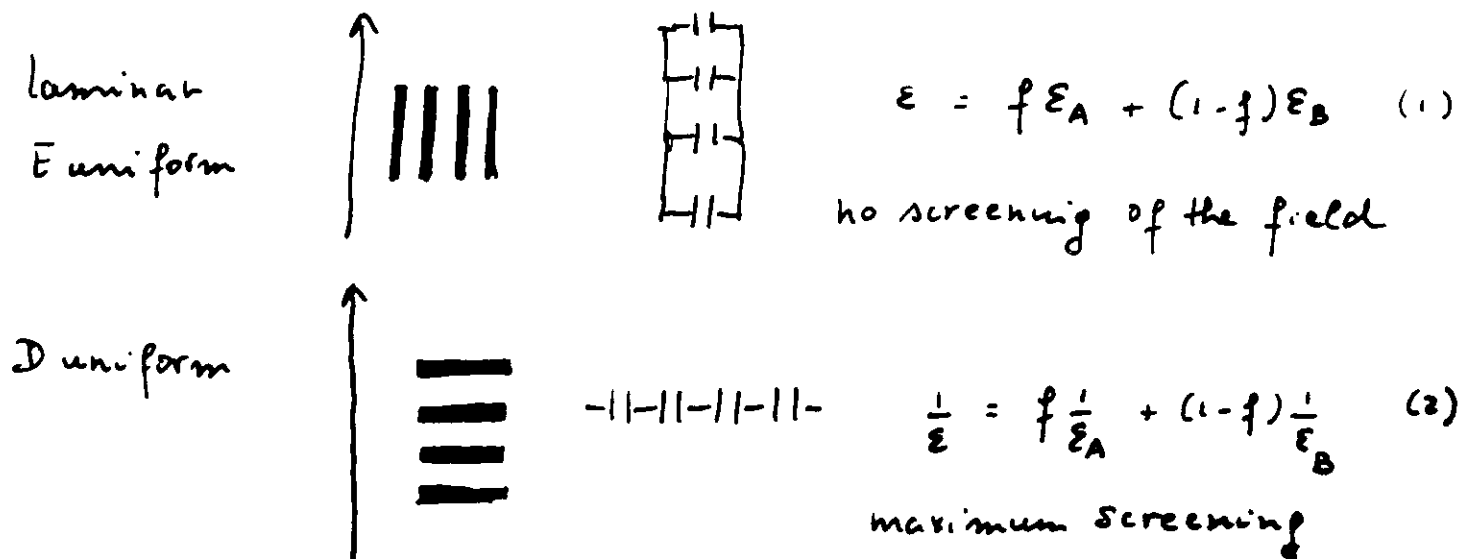 laminar
E uniform
ε = f ε_A + (1-f) ε_B (1)
no screening of the field
D uniform
1/ε = f 1/ε_A + (1-f) 1/ε_B (2)
maximum screening